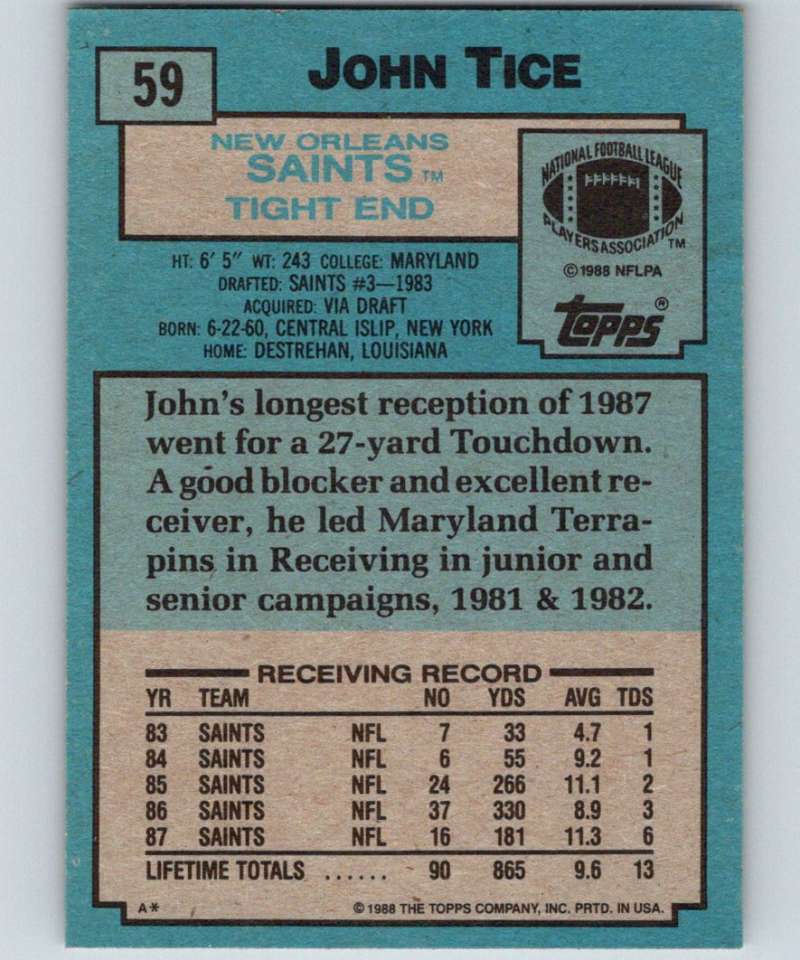 59
JOHN TICE
NEW ORLEANS
SAINTS TM
TIGHT END
NATIONAL FOOTBALL LEAGUE
PLAYERS ASSOCIATION TM
©1988 NFLPA
Topps®
HT: 6' 5" WT: 243 COLLEGE: MARYLAND
DRAFTED: SAINTS #3—1983
ACQUIRED: VIA DRAFT
BORN: 6-22-60, CENTRAL ISLIP, NEW YORK
HOME: DESTREHAN, LOUISIANA
John's longest reception of 1987
went for a 27-yard Touchdown.
A good blocker and excellent re-
ceiver, he led Maryland Terra-
pins in Receiving in junior and
senior campaigns, 1981 & 1982.
RECEIVING RECORD
YR TEAM NO YDS AVG TDS
83 SAINTS NFL 7 33 4.7 1
84 SAINTS NFL 6 55 9.2 1
85 SAINTS NFL 24 266 11.1 2
86 SAINTS NFL 37 330 8.9 3
87 SAINTS NFL 16 181 11.3 6
LIFETIME TOTALS ...... 90 865 9.6 13
A* ©1988 THE TOPPS COMPANY, INC. PRTD. IN USA.